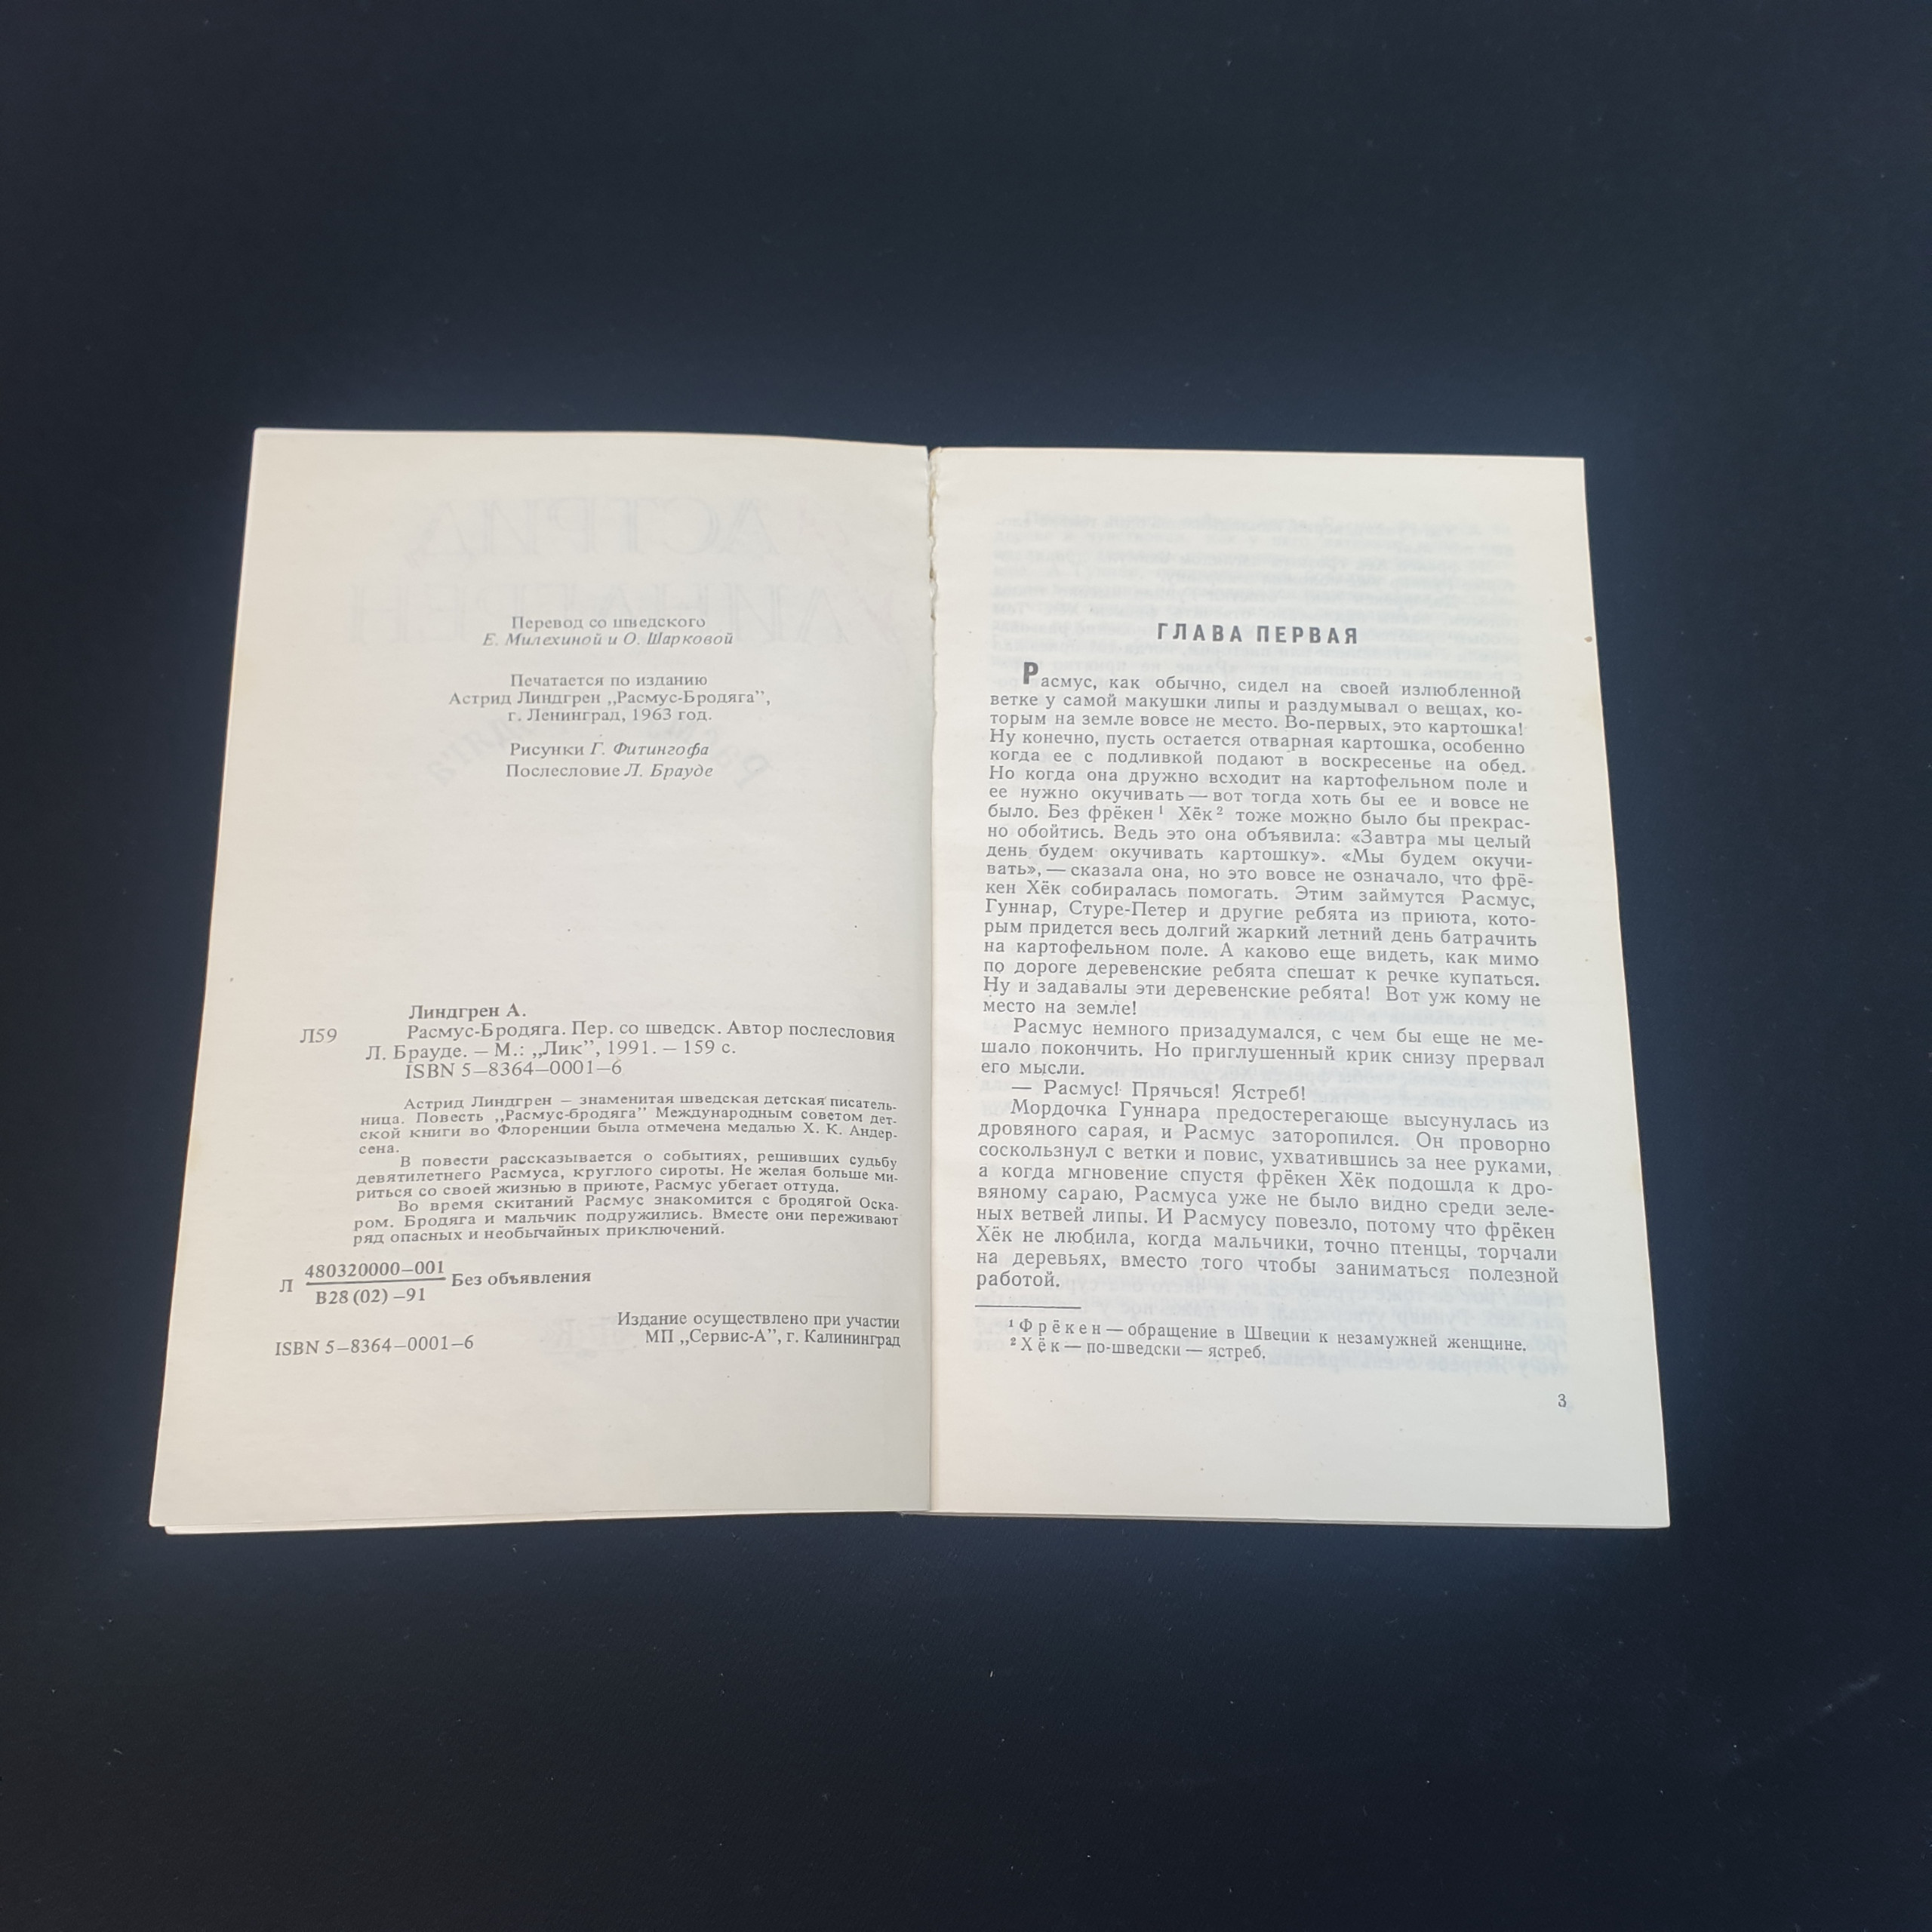 Перевод со шведского
Е. Милехиной и О. Шарковой
Печатается по изданию
Астрид Линдгрен „Расмус-Бродяга”,
г. Ленинград, 1963 год.
Рисунки Г. Фитингофа
Послесловие Л. Брауде
Линдгрен А.
Л59 Расмус-Бродяга. Пер. со шведск. Автор послесловия
Л. Брауде. — М.: „Лик”, 1991. — 159 с.
ISBN 5—8364—0001—6
Астрид Линдгрен — знаменитая шведская детская писатель-
ница. Повесть „Расмус-бродяга” Международным советом дет-
ской книги во Флоренции была отмечена медалью Х. К. Андер-
сена.
В повести рассказывается о событиях, решивших судьбу
девятилетнего Расмуса, круглого сироты. Не желая больше ми-
риться со своей жизнью в приюте, Расмус убегает оттуда.
Во время скитаний Расмус знакомится с бродягой Оска-
ром. Бродяга и мальчик подружились. Вместе они переживают
ряд опасных и необычайных приключений.
480320000—001
Л Без объявления
В28 (02) —91
Издание осуществлено при участии
МП „Сервис-А”, г. Калининград
ISBN 5—8364—0001—6
ГЛАВА ПЕРВАЯ
Расмус, как обычно, сидел на своей излюбленной
ветке у самой макушки липы и раздумывал о вещах, ко-
торым на земле вовсе не место. Во-первых, это картошка!
Ну конечно, пусть остается отварная картошка, особенно
когда ее с подливкой подают в воскресенье на обед.
Но когда она дружно всходит на картофельном поле и
ее нужно окучивать — вот тогда хоть бы ее и вовсе не
было. Без фрёкен¹ Хёк² тоже можно было бы прекрас-
но обойтись. Ведь это она объявила: «Завтра мы целый
день будем окучивать картошку». «Мы будем окучи-
вать», — сказала она, но это вовсе не означало, что фрё-
кен Хёк собиралась помогать. Этим займутся Расмус,
Гуннар, Стуре-Петер и другие ребята из приюта, кото-
рым придется весь долгий жаркий летний день батрачить
на картофельном поле. А каково еще видеть, как мимо
по дороге деревенские ребята спешат к речке купаться.
Ну и задавалы эти деревенские ребята! Вот уж кому не
место на земле!
Расмус немного призадумался, с чем бы еще не ме-
шало покончить. Но приглушенный крик снизу прервал
его мысли.
— Расмус! Прячься! Ястреб!
Мордочка Гуннара предостерегающе высунулась из
дровяного сарая, и Расмус заторопился. Он проворно
соскользнул с ветки и повис, ухватившись за нее руками,
а когда мгновение спустя фрёкен Хёк подошла к дро-
вяному сараю, Расмуса уже не было видно среди зеле-
ных ветвей липы. И Расмусу повезло, потому что фрёкен
Хёк не любила, когда мальчики, точно птенцы, торчали
на деревьях, вместо того чтобы заниматься полезной
работой.
¹ Фрёкен — обращение в Швеции к незамужней женщине.
² Хёк — по-шведски — ястреб.
3